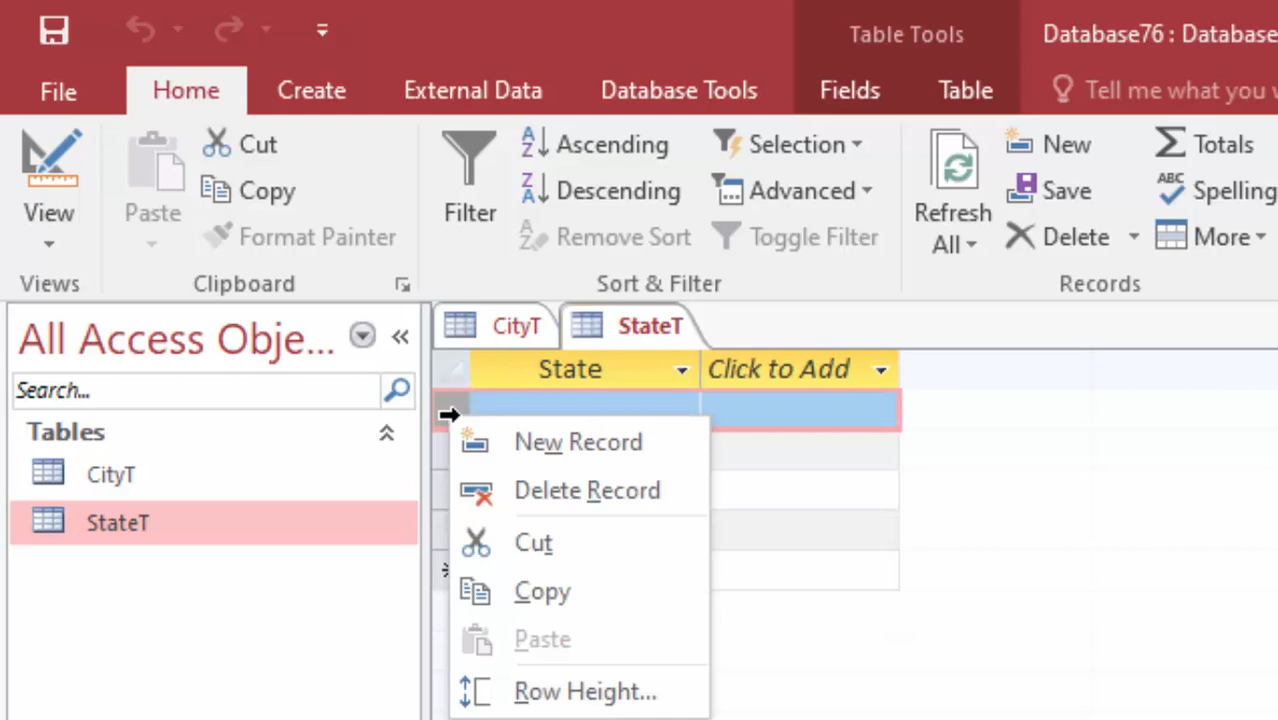 Table Tools
Database76 : Database
File
Home
Create
External Data
Database Tools
Fields
Table
Tell me what you
View
Views
Paste
Cut
Copy
Format Painter
Clipboard
Filter
Ascending
Descending
Remove Sort
Selection
Advanced
Toggle Filter
Sort & Filter
Refresh
All
New
Save
Delete
Totals
Spelling
More
Records
All Access Obje...
Search...
Tables
CityT
StateT
CityT
StateT
State
Click to Add
New Record
Delete Record
Cut
Copy
Paste
Row Height...